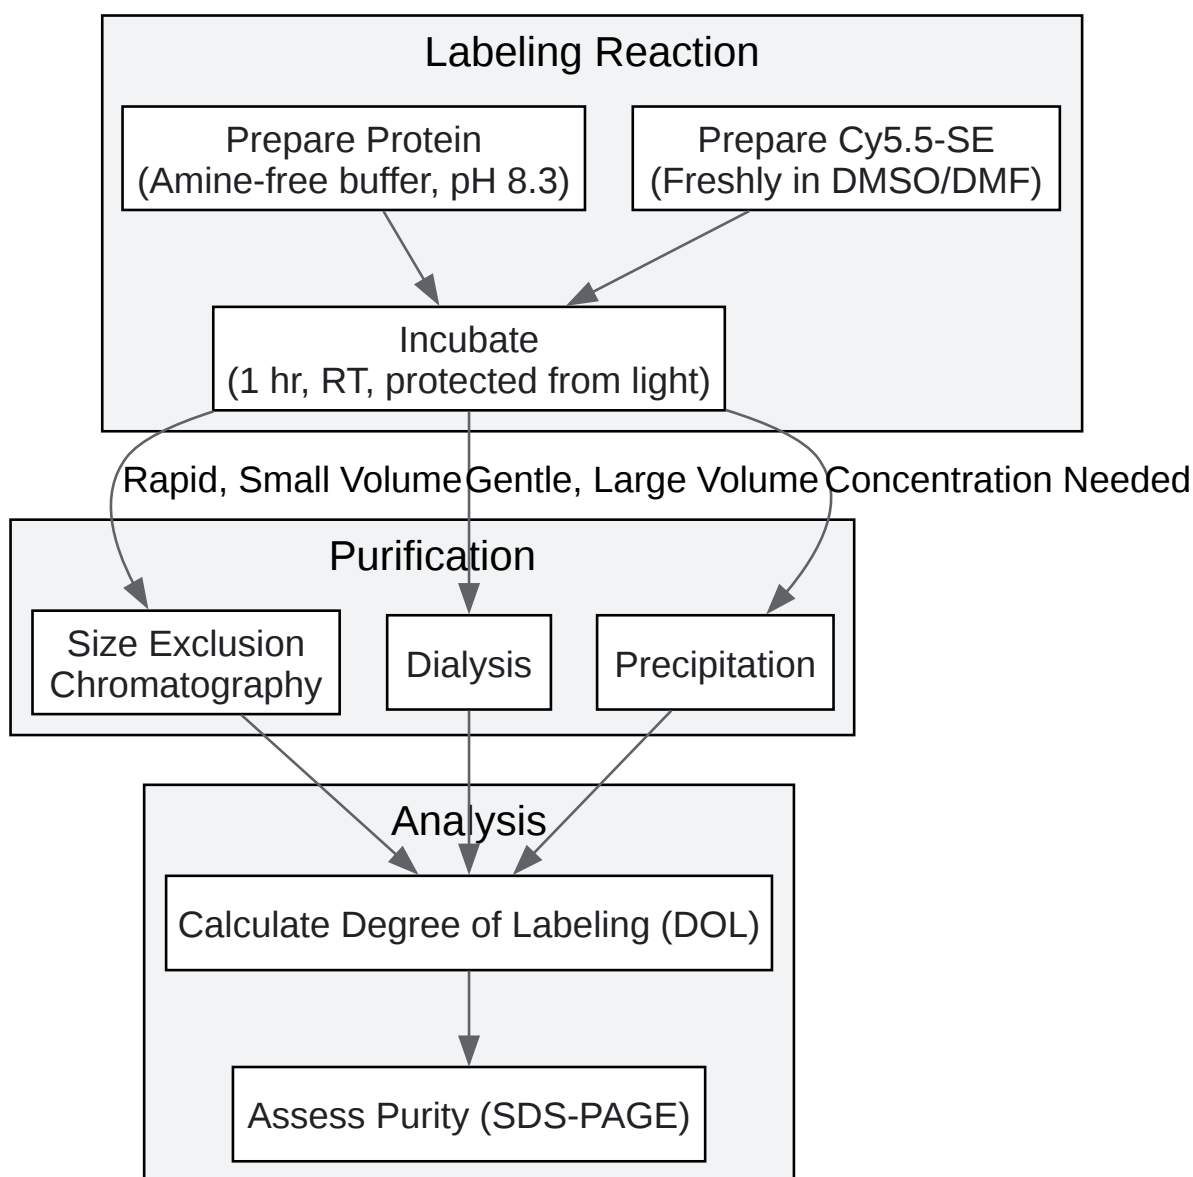 Labeling Reaction
Prepare Protein
(Amine-free buffer, pH 8.3)
Prepare Cy5.5-SE
(Freshly in DMSO/DMF)
Incubate
(1 hr, RT, protected from light)
Rapid, Small Volume
Gentle, Large Volume
Concentration Needed
Purification
Size Exclusion
Chromatography
Dialysis
Precipitation
Analysis
Calculate Degree of Labeling (DOL)
Assess Purity (SDS-PAGE)